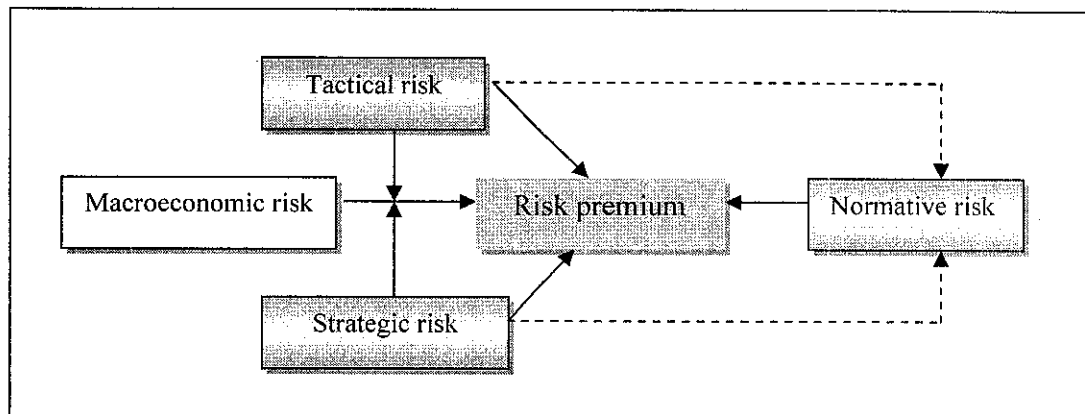 Tactical risk
Macroeconomic risk
Risk premium
Normative risk
Strategic risk